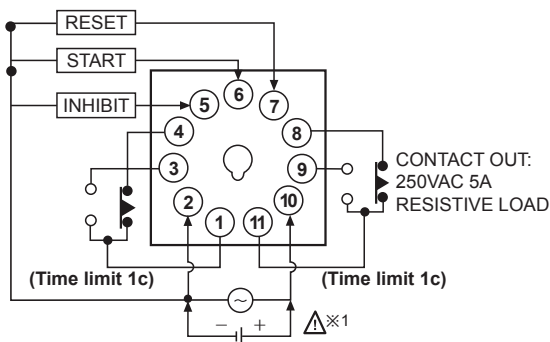 RESET
START
INHIBIT
6
5
7
4
8
3
9
2
10
1
11
CONTACT OUT:
250VAC 5A
RESISTIVE LOAD
(Time limit 1c)
(Time limit 1c)
~
− +
⚠※1